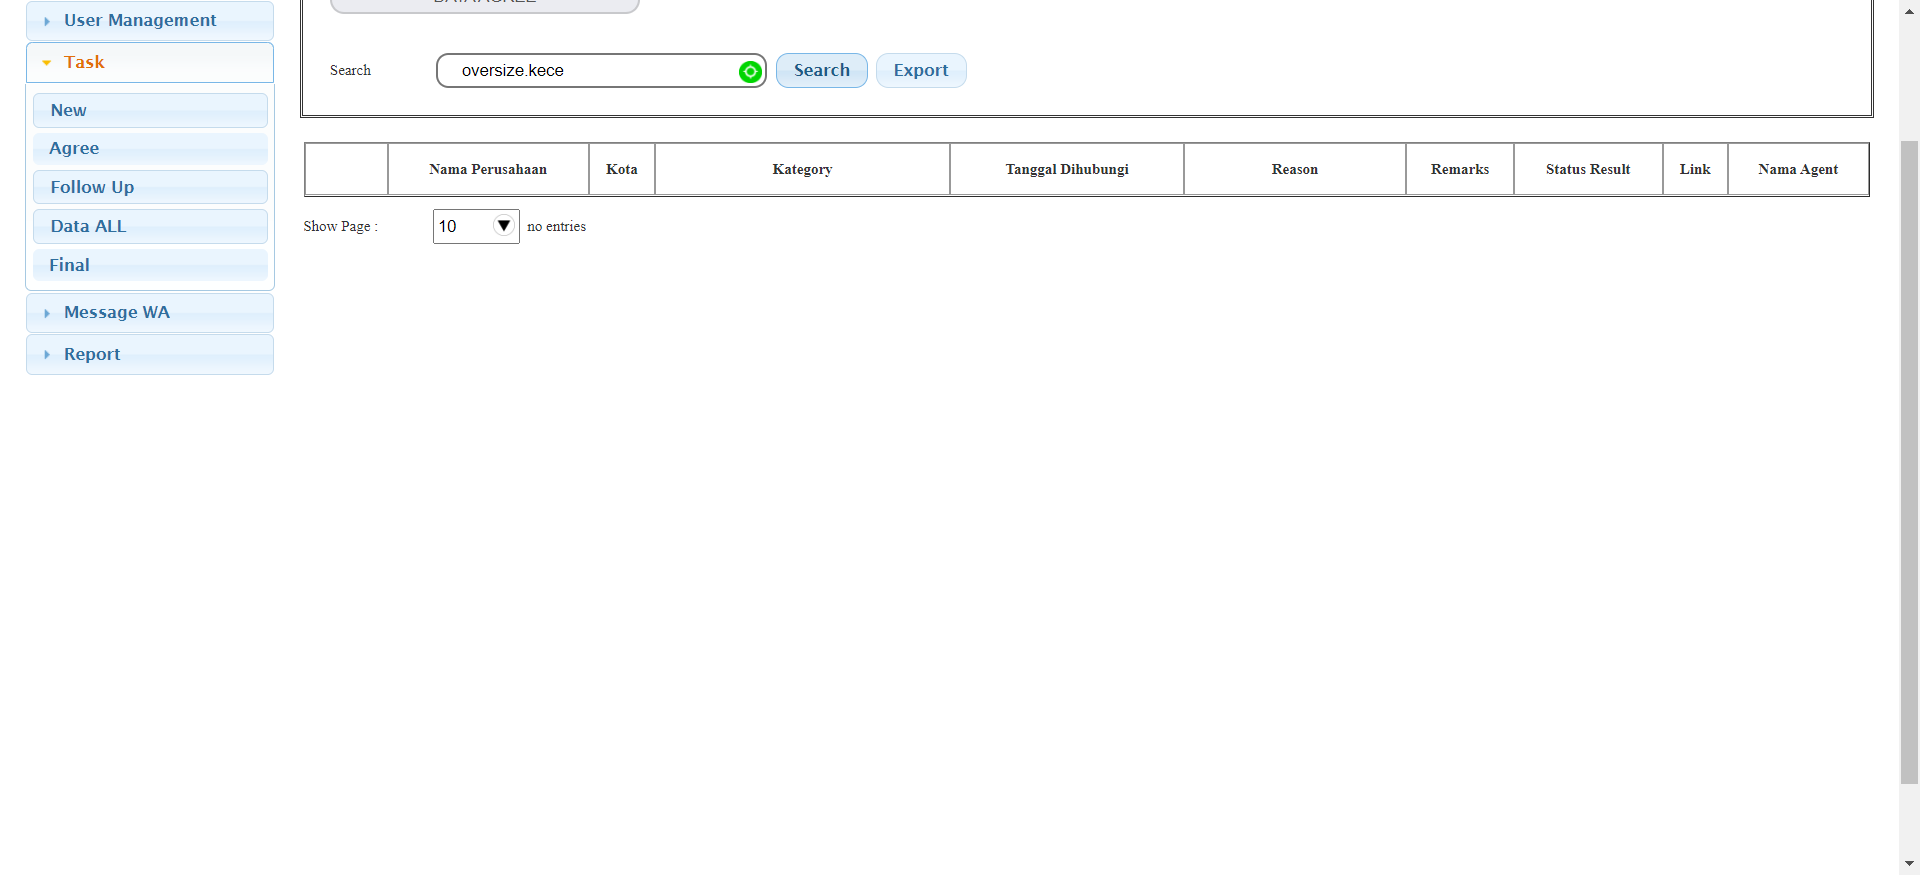 User Management
Task
New
Agree
Follow Up
Data ALL
Final
Message WA
Report
Search
oversize.kece
Search
Export
Nama Perusahaan
Kota
Kategory
Tanggal Dihubungi
Reason
Remarks
Status Result
Link
Nama Agent
Show Page :
10
no entries